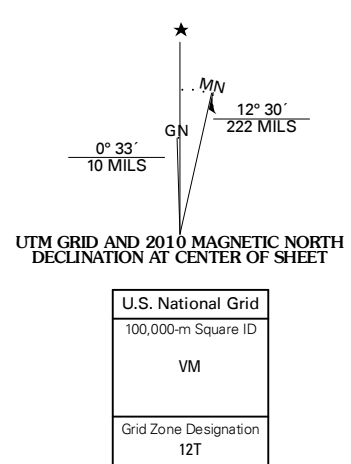 ★
MN
GN
12° 30´
222 MILS
0° 33´
10 MILS
UTM GRID AND 2010 MAGNETIC NORTH
DECLINATION AT CENTER OF SHEET
U.S. National Grid
100,000-m Square ID
VM
Grid Zone Designation
12T